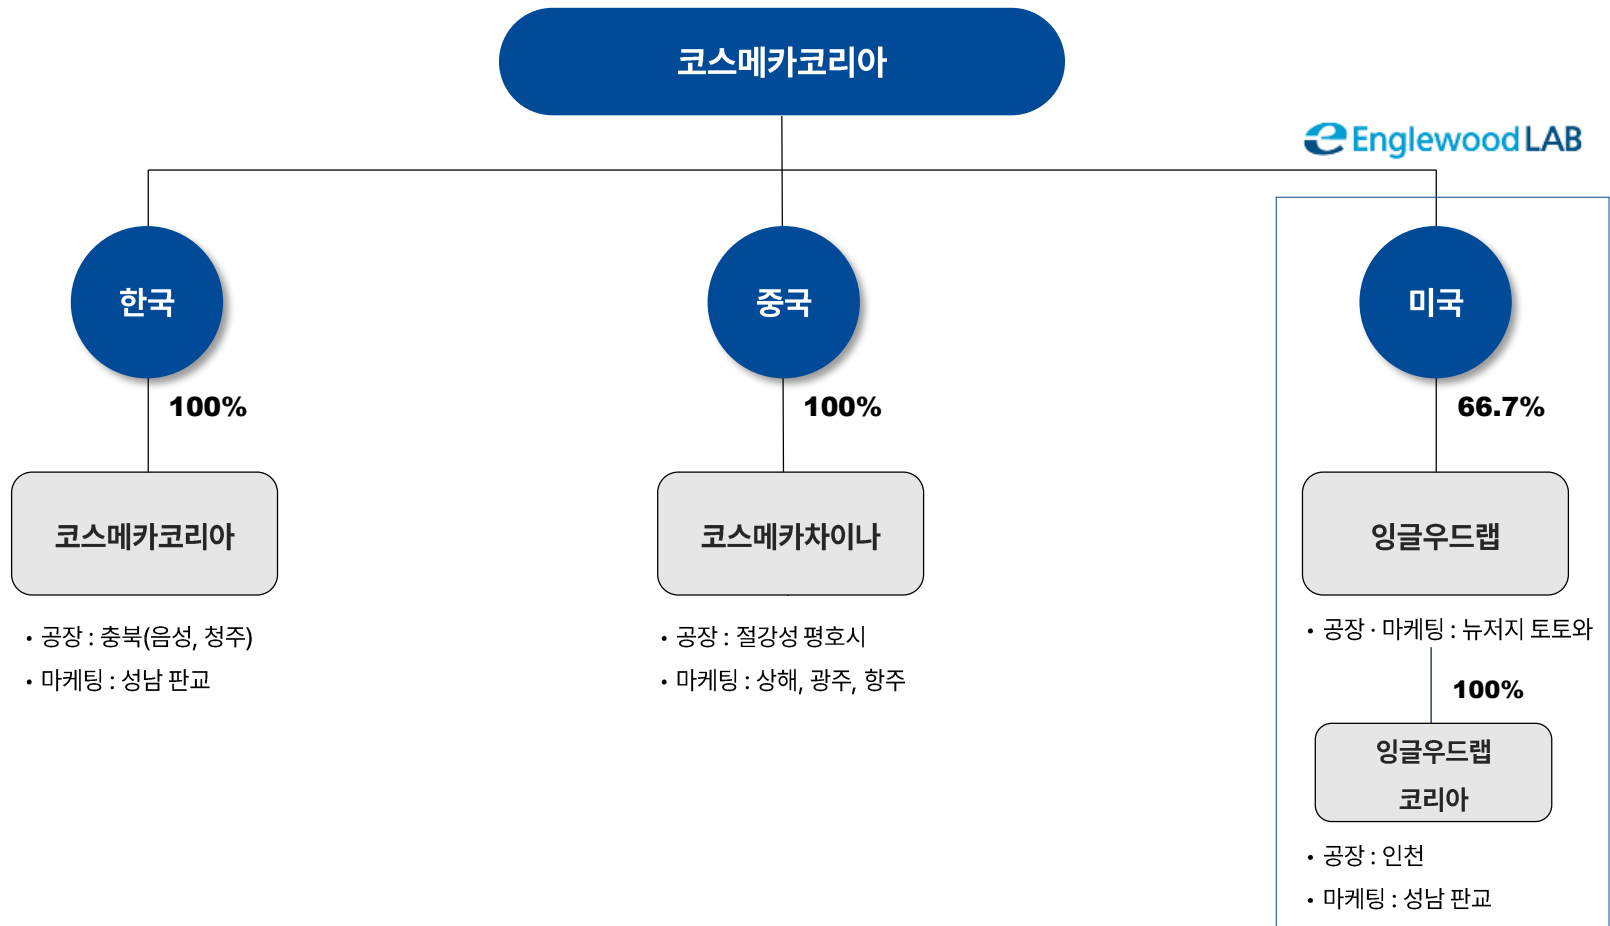 코스메카코리아
Englewood LAB
한국
100%
코스메카코리아
• 공장 : 충북(음성, 청주)
• 마케팅 : 성남 판교
중국
100%
코스메카차이나
• 공장 : 절강성 평호시
• 마케팅 : 상해, 광주, 항주
미국
66.7%
잉글우드랩
• 공장 · 마케팅 : 뉴저지 토토와
100%
잉글우드랩
코리아
• 공장 : 인천
• 마케팅 : 성남 판교